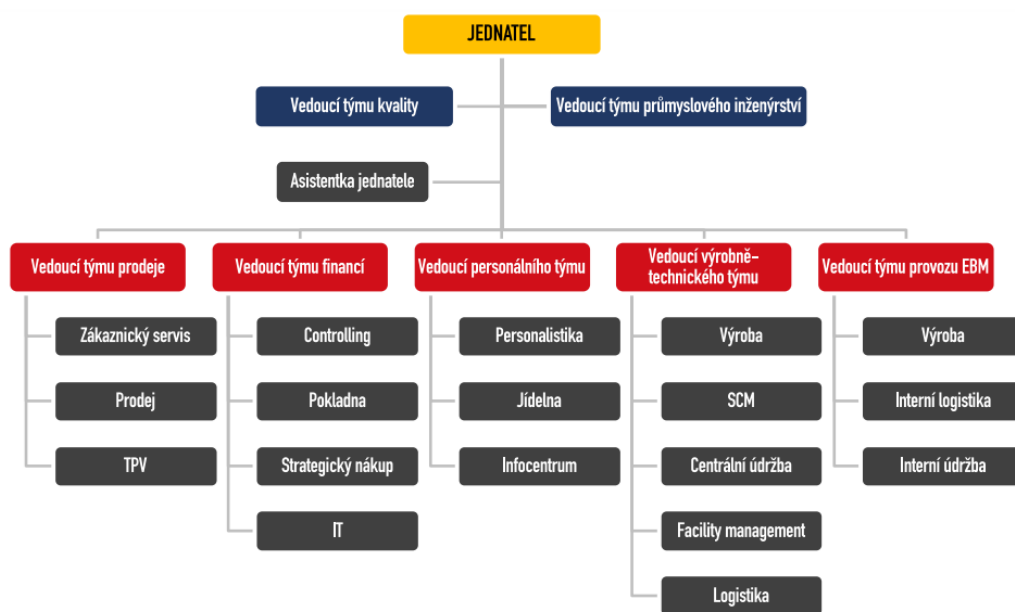 JEDNATEL
Vedoucí týmu kvality
Vedoucí týmu průmyslového inženýrství
Asistentka jednatele
Vedoucí týmu prodeje
Vedoucí týmu financí
Vedoucí personálního týmu
Vedoucí výrobně-
technického týmu
Vedoucí týmu provozu EBM
Zákaznický servis
Controlling
Personalistika
Výroba
Výroba
Prodej
Pokladna
Jídelna
SCM
Interní logistika
TPV
Strategický nákup
Infocentrum
Centrální údržba
Interní údržba
IT
Facility management
Logistika